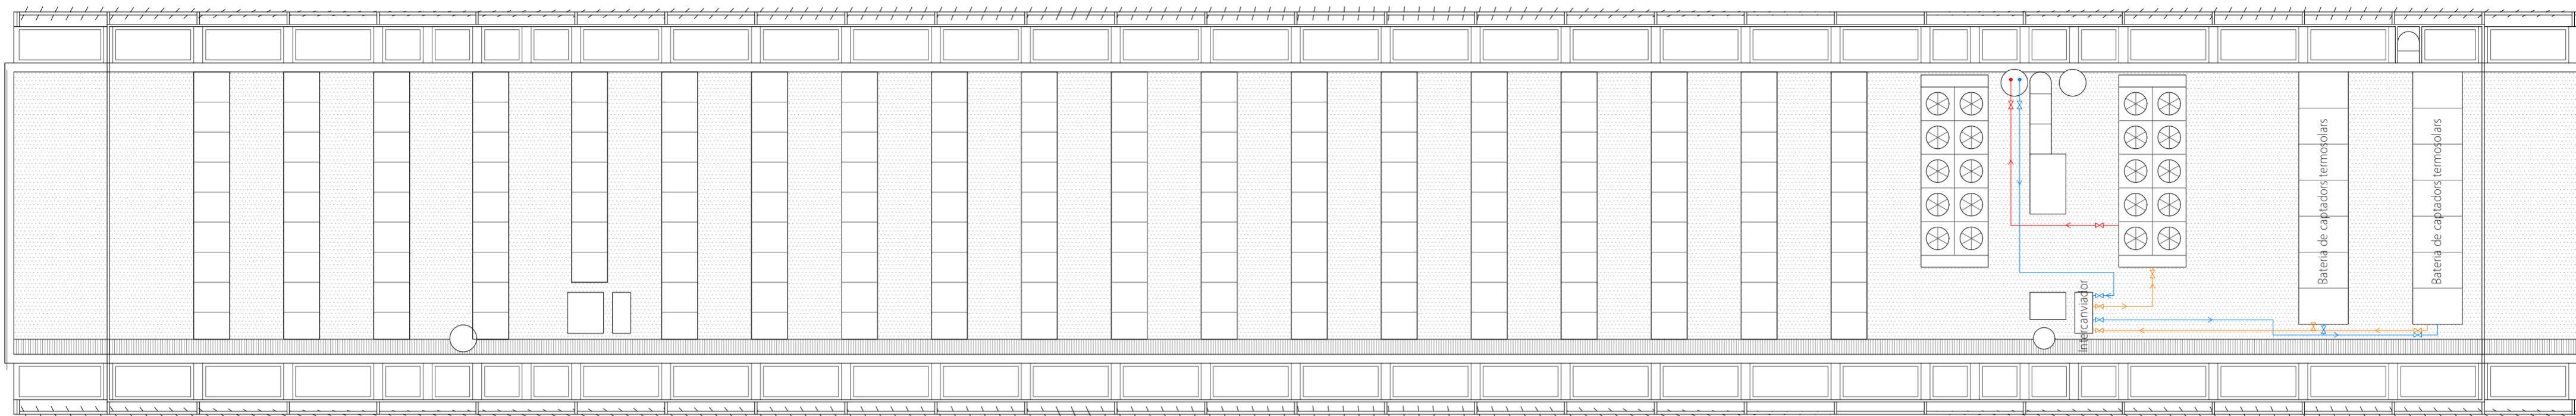 Intercanviador
Bateria de captadors termosolars
Bateria de captadors termosolars